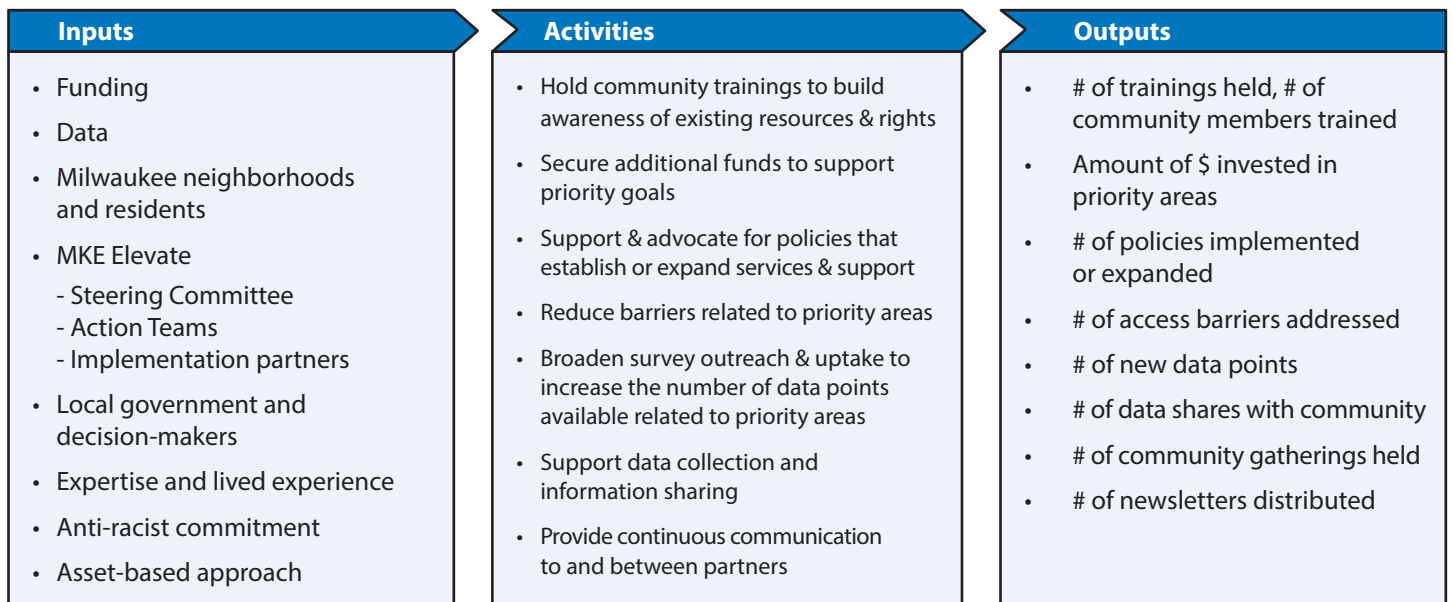 Inputs
• Funding
• Data
• Milwaukee neighborhoods
and residents
• MKE Elevate
- Steering Committee
- Action Teams
- Implementation partners
• Local government and
decision-makers
• Expertise and lived experience
• Anti-racist commitment
• Asset-based approach
Activities
• Hold community trainings to build
awareness of existing resources & rights
• Secure additional funds to support
priority goals
• Support & advocate for policies that
establish or expand services & support
• Reduce barriers related to priority areas
• Broaden survey outreach & uptake to
increase the number of data points
available related to priority areas
• Support data collection and
information sharing
• Provide continuous communication
to and between partners
Outputs
• # of trainings held, # of
community members trained
• Amount of $ invested in
priority areas
• # of policies implemented
or expanded
• # of access barriers addressed
• # of new data points
• # of data shares with community
• # of community gatherings held
• # of newsletters distributed